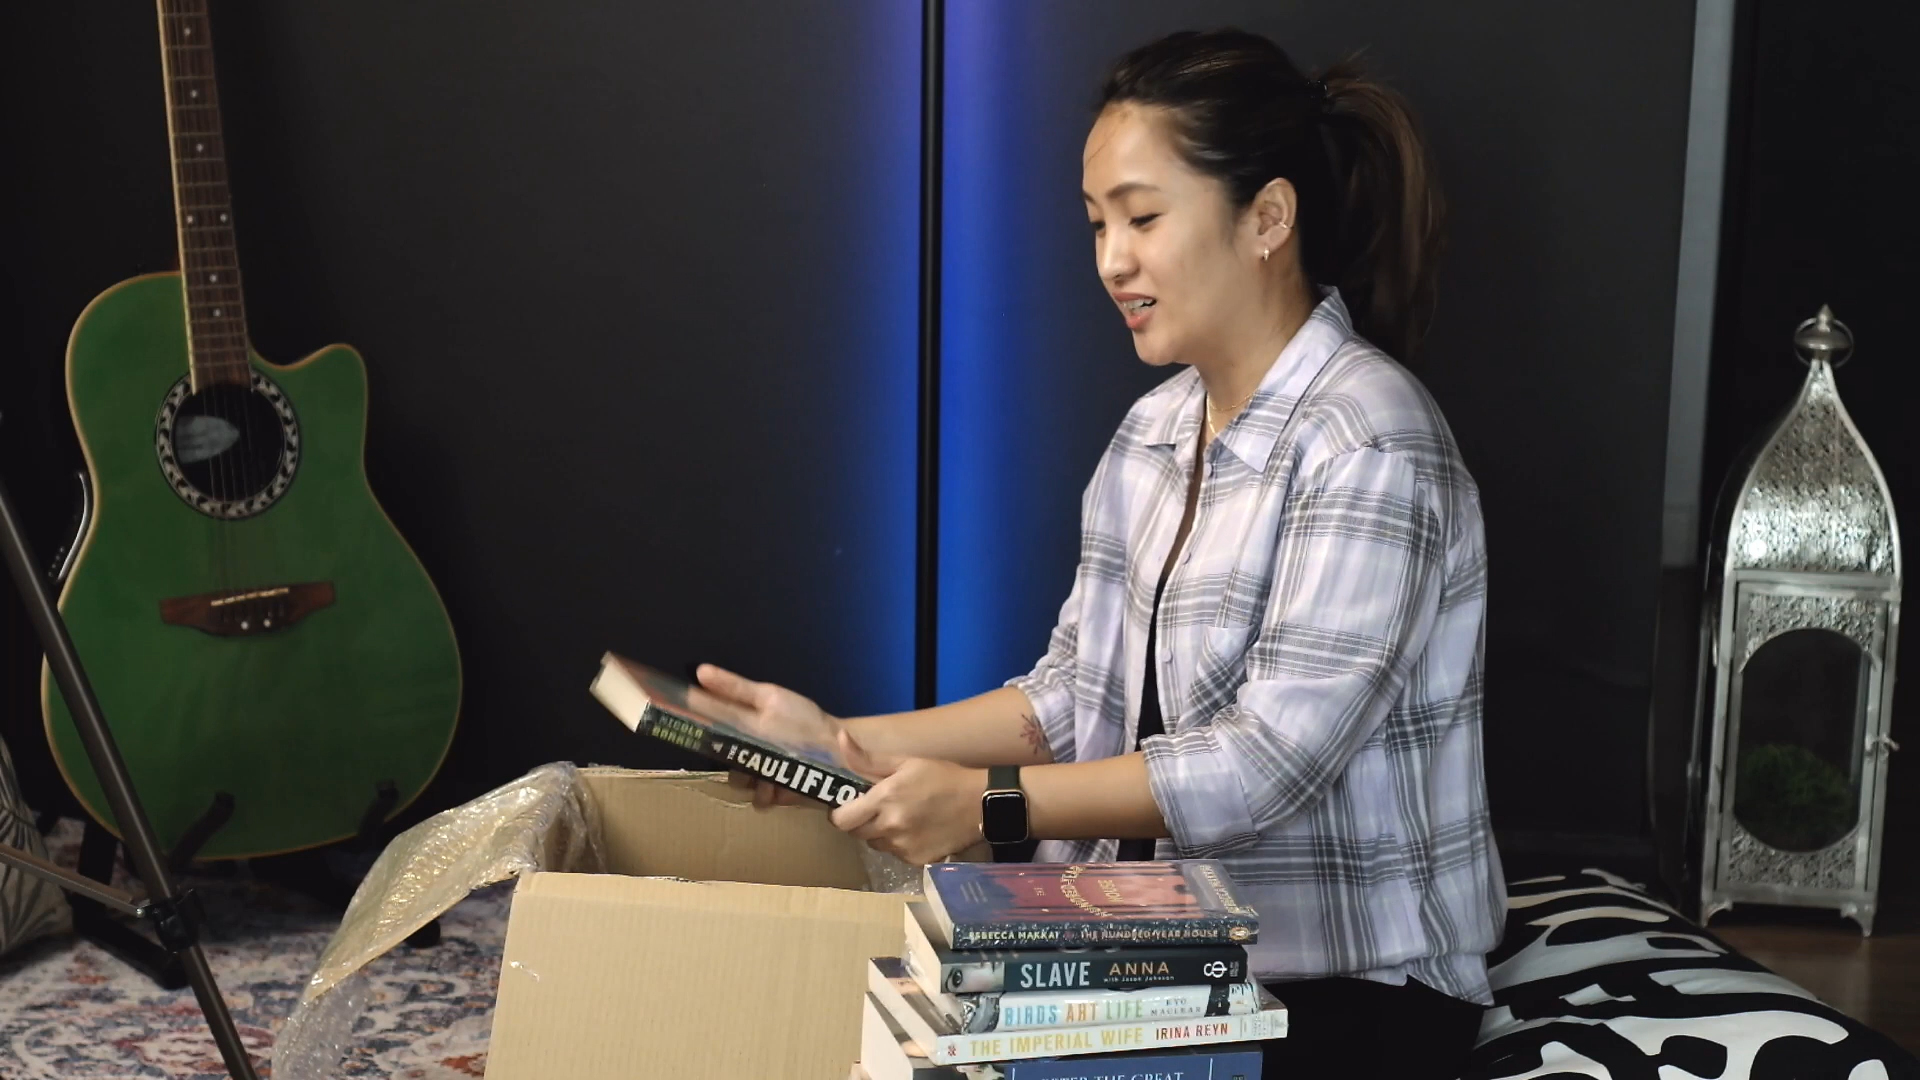 NICOLA
BARKER
THE CAULIFLO
REBECCA MAKKAI THE HUNDRED-YEAR HOUSE
SLAVE ANNA
with Jason Johnson
BIRDS ART LIFE KYO
MACLEAR
THE IMPERIAL WIFE IRINA REYN
PETER THE GREAT